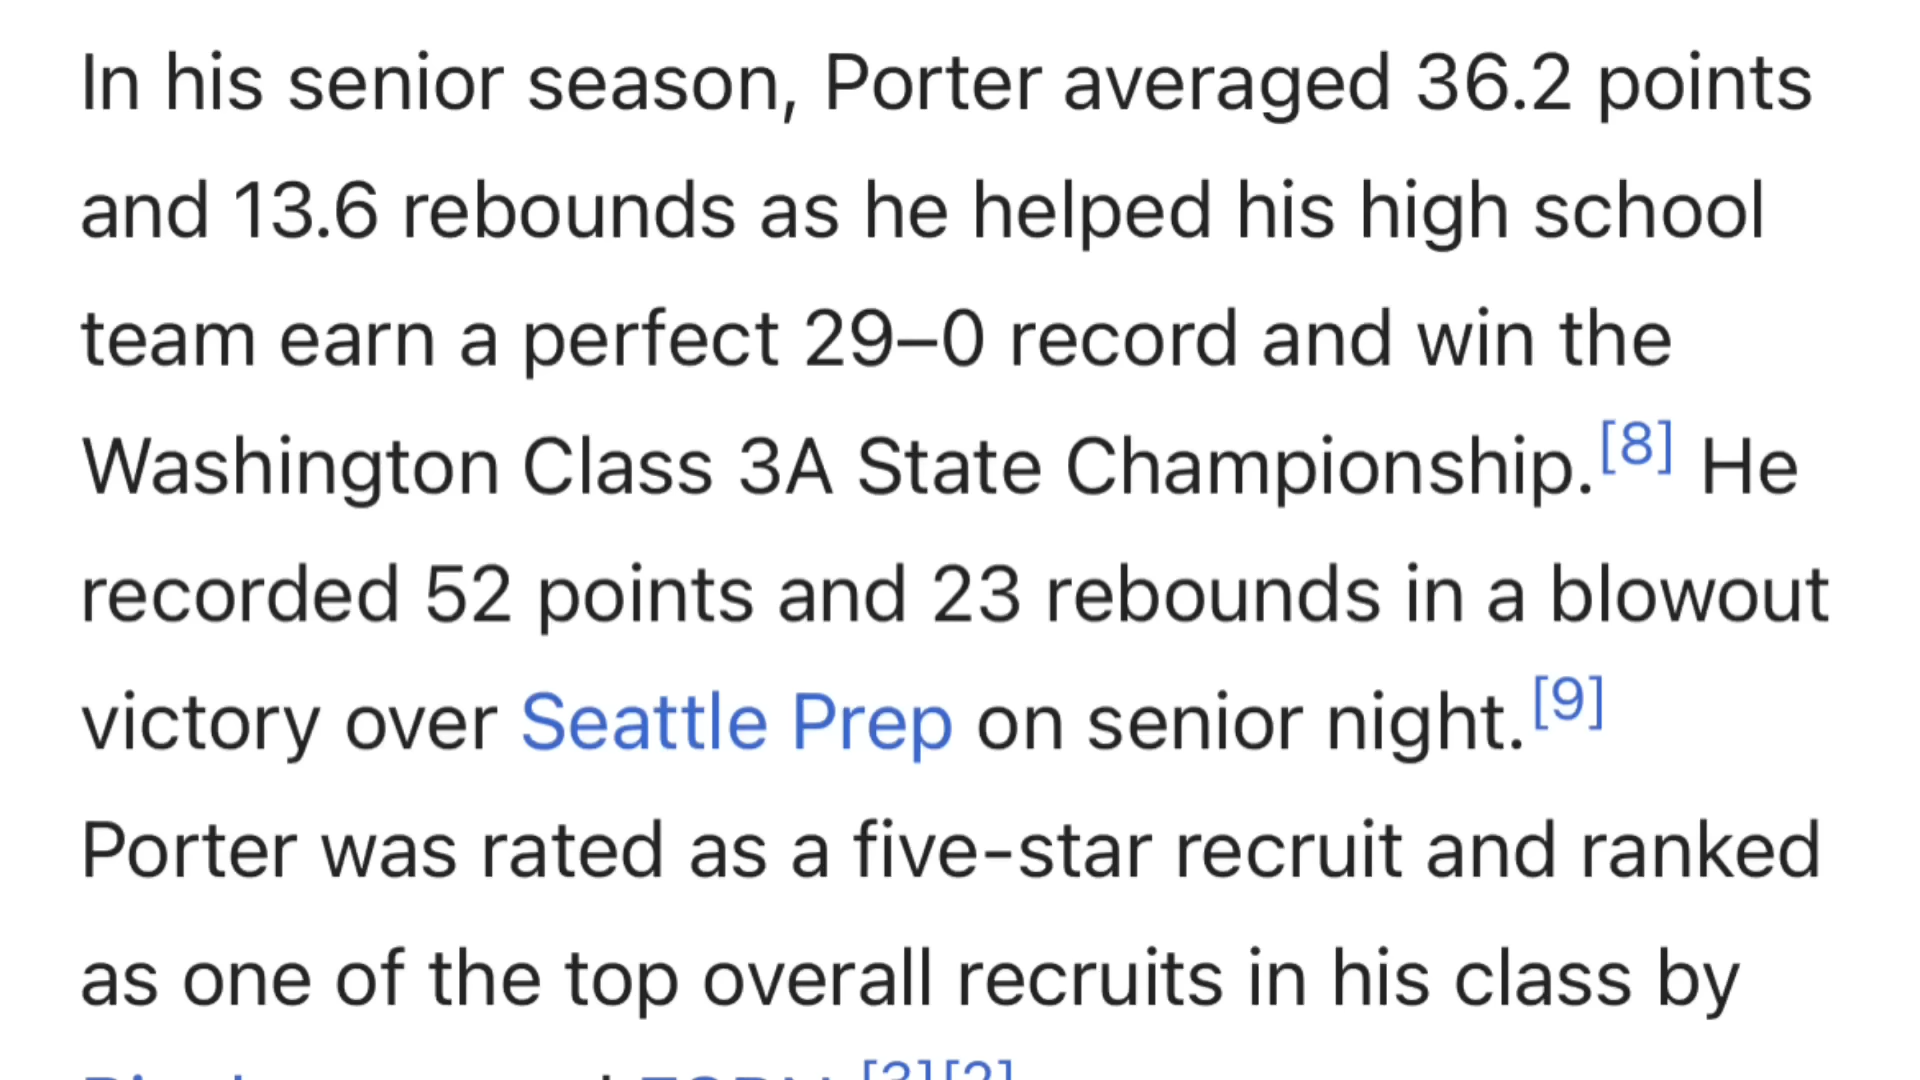 In his senior season, Porter averaged 36.2 points
and 13.6 rebounds as he helped his high school
team earn a perfect 29–0 record and win the
Washington Class 3A State Championship.[8] He
recorded 52 points and 23 rebounds in a blowout
victory over Seattle Prep on senior night.[9]
Porter was rated as a five-star recruit and ranked
as one of the top overall recruits in his class by